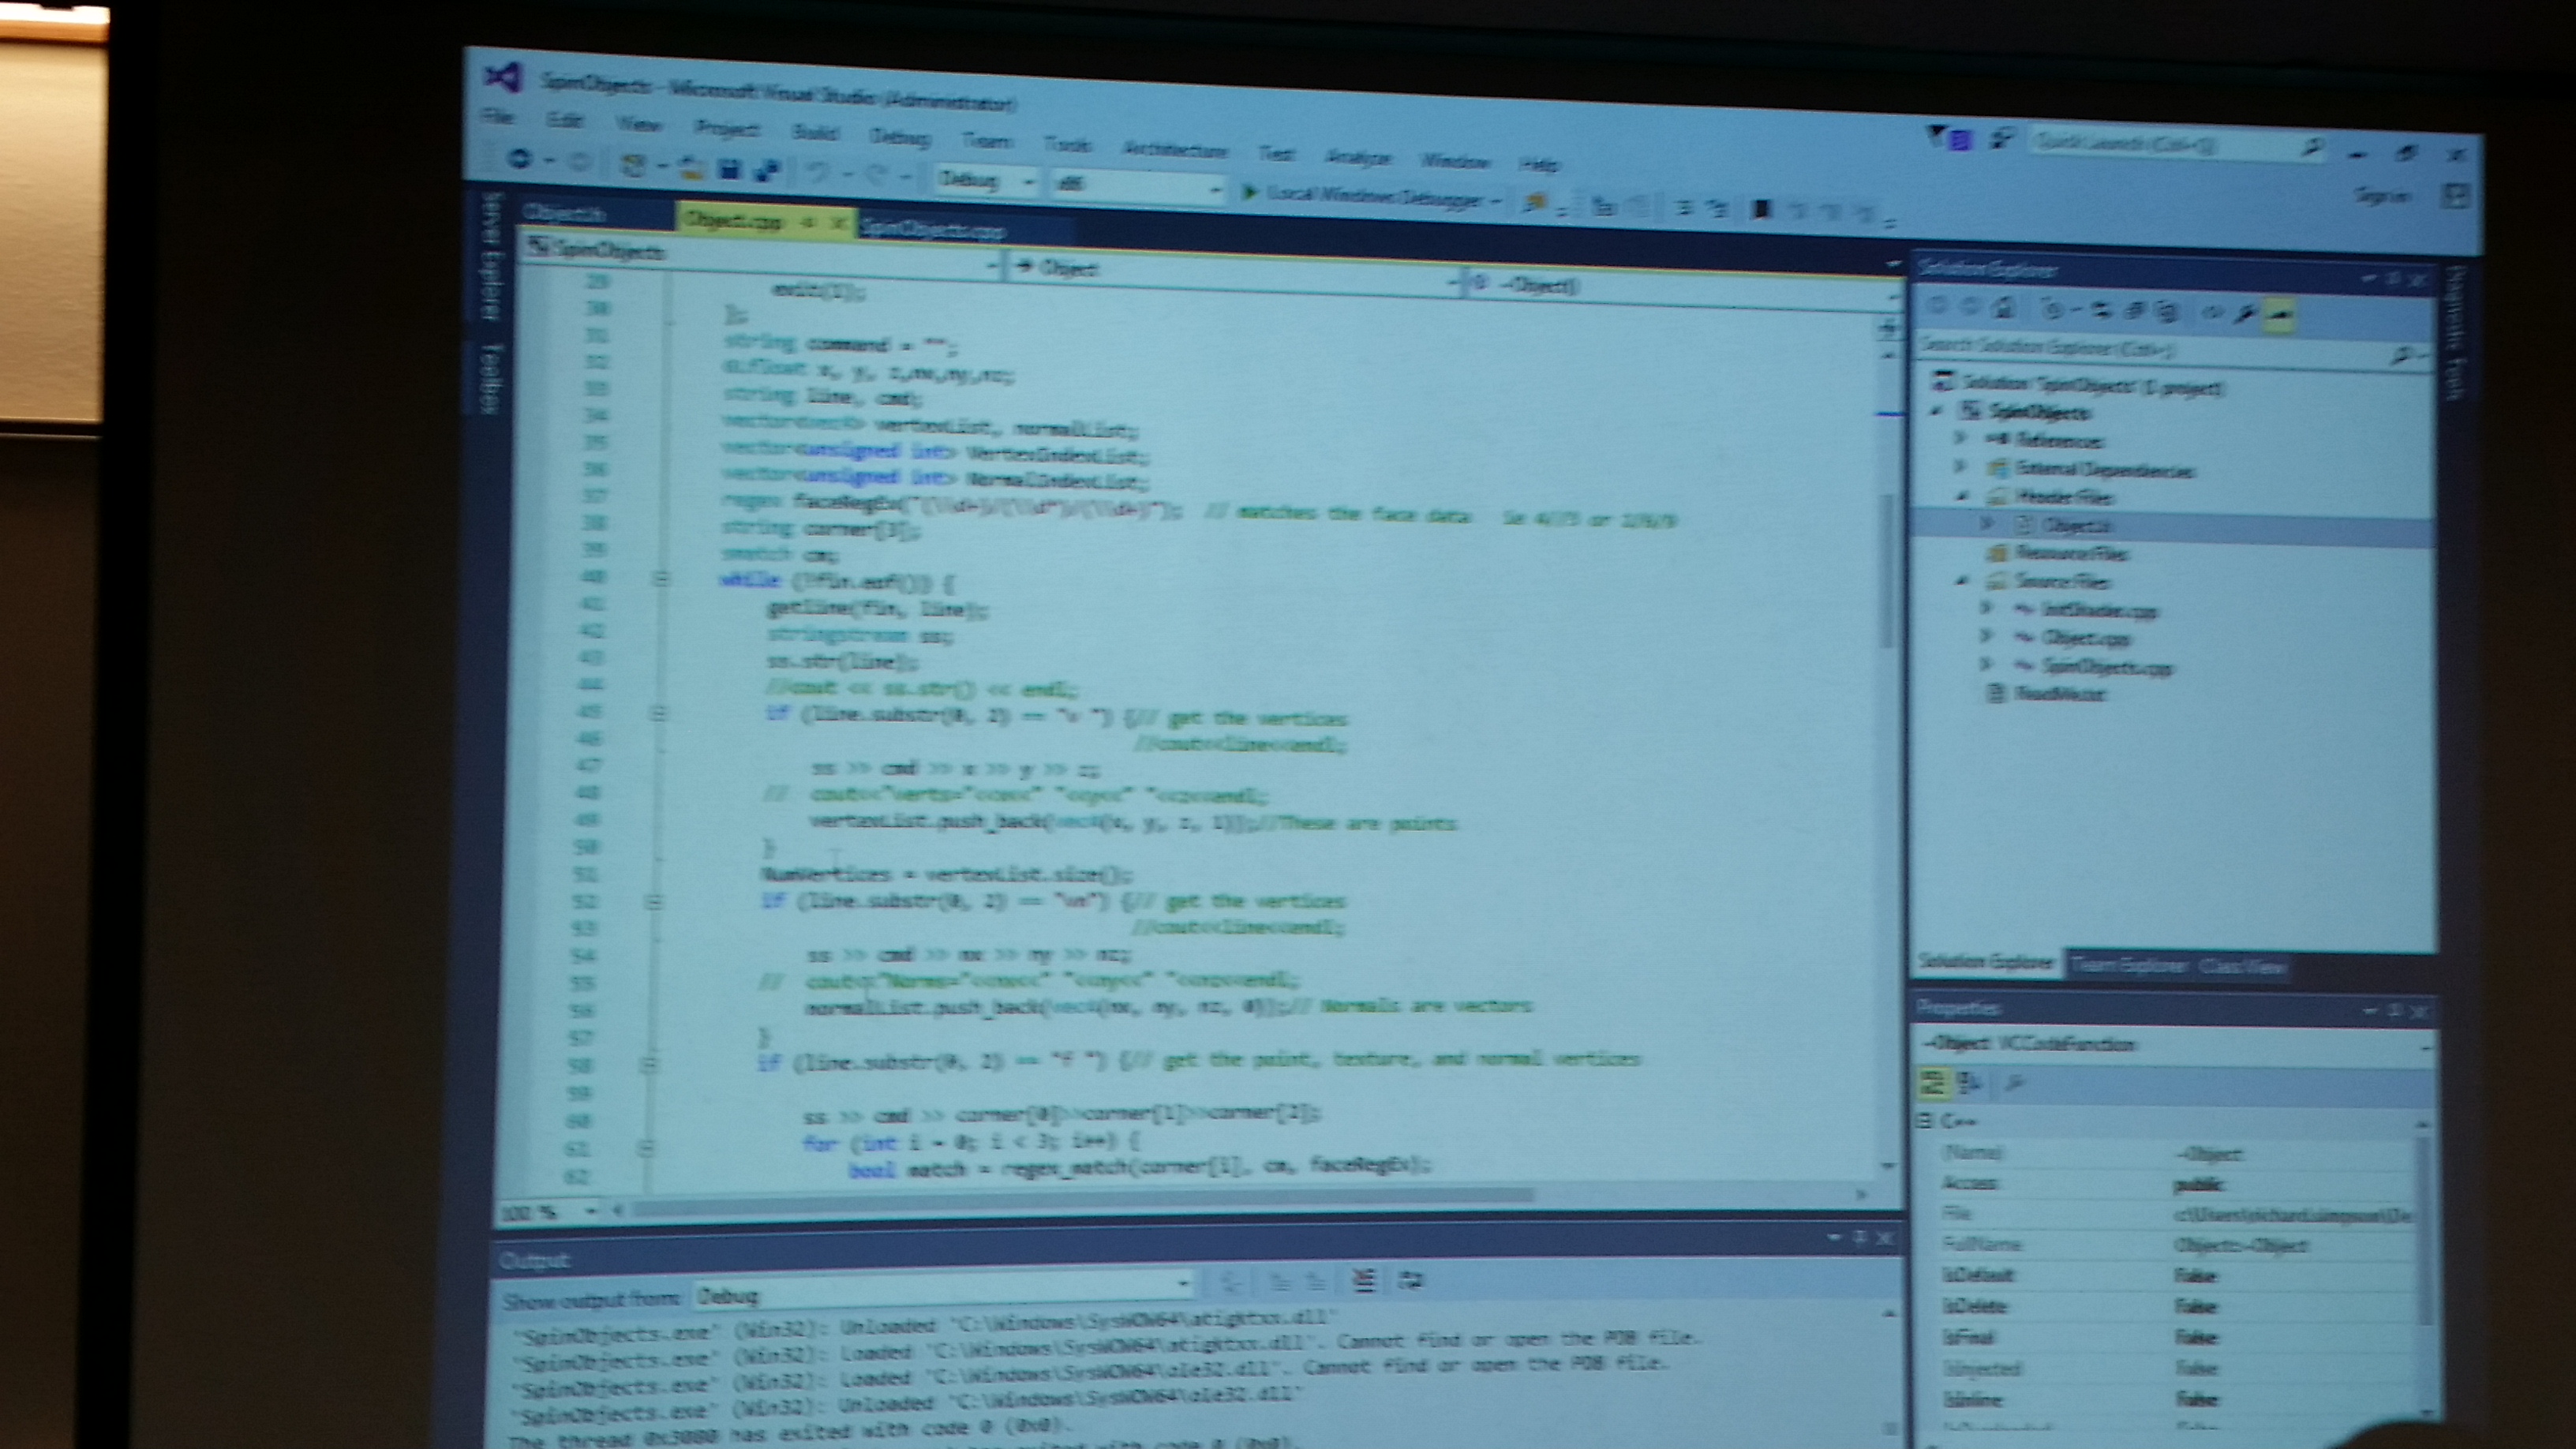 SpinObjects - Microsoft Visual Studio (Administrator)
Quick Launch (Ctrl+Q)
File Edit View Project Build Debug Team Tools Architecture Test Analyze Window Help
Sign in
Debug x86 Local Windows Debugger
Server Explorer Toolbox
Diagnostic Tools
Object.h Object.cpp SpinObjects.cpp
SpinObjects Object ~Object()
29 exit(1);
30 };
31 string command = "";
32 GLfloat x, y, z,nx,ny,nz;
33 string line, cmd;
34 vector<vec4> vertexList, normalList;
35 vector<unsigned int> VertexIndexList;
36 vector<unsigned int> NormalIndexList;
37 regex faceRegEx("(\\d+)/(\\d*)/(\\d+)"); // matches the face data Ie 4//3 or
38 string corner[3];
39 smatch cm;
40 while (!fin.eof()) {
41 getline(fin, line);
42 stringstream ss;
43 ss.str(line);
44 //cout << ss.str() << endl;
45 if (line.substr(0, 2) == "v ") {// get the vertices
46 //cout<<line<<endl;
47 ss >> cmd >> x >> y >> z;
48 // cout<<"verts="<<x<<" "<<y<<" "<<z<<endl;
49 vertexList.push_back(vec4(x, y, z, 1));//These are points
50 }
51 NumVertices = vertexList.size();
52 if (line.substr(0, 2) == "vn") {// get the vertices
53 //cout<<line<<endl;
54 ss >> cmd >> nx >> ny >> nz;
55 // cout<<"Norms="<<nx<<" "<<ny<<" "<<nz<<endl;
56 normalList.push_back(vec4(nx, ny, nz, 0));// Normals are vectors
57 }
58 if (line.substr(0, 2) == "f ") {// get the point, texture, and normal vertices
59
60 ss >> cmd >> corner[0]>>corner[1]>>corner[2];
61 for (int i = 0; i < 3; i++) {
62 bool match = regex_match(corner[i], cm, faceRegEx);
100 %
Output
Show output from: Debug
'SpinObjects.exe' (Win32): Unloaded 'C:\Windows\SysWOW64\atigktxx.dll'
'SpinObjects.exe' (Win32): Loaded 'C:\Windows\SysWOW64\atigktxx.dll'. Cannot find or open the PDB file.
'SpinObjects.exe' (Win32): Loaded 'C:\Windows\SysWOW64\ole32.dll'. Cannot find or open the PDB file.
'SpinObjects.exe' (Win32): Unloaded 'C:\Windows\SysWOW64\ole32.dll'
The thread 0x3080 has exited with code 0 (0x0).
has exited with code 0 (0x0).
Solution Explorer
Search Solution Explorer (Ctrl+;)
Solution 'SpinObjects' (1 project)
SpinObjects
References
External Dependencies
Header Files
Object.h
Resource Files
Source Files
InitShader.cpp
Object.cpp
SpinObjects.cpp
ReadMe.txt
Solution Explorer Team Explorer Class View
Properties
~Object VCCodeFunction
C++
(Name) ~Object
Access public
File c:\Users\richard.simpson\De
FullName Object::~Object
IsDefault False
IsDelete False
IsFinal False
IsInjected False
IsInline False